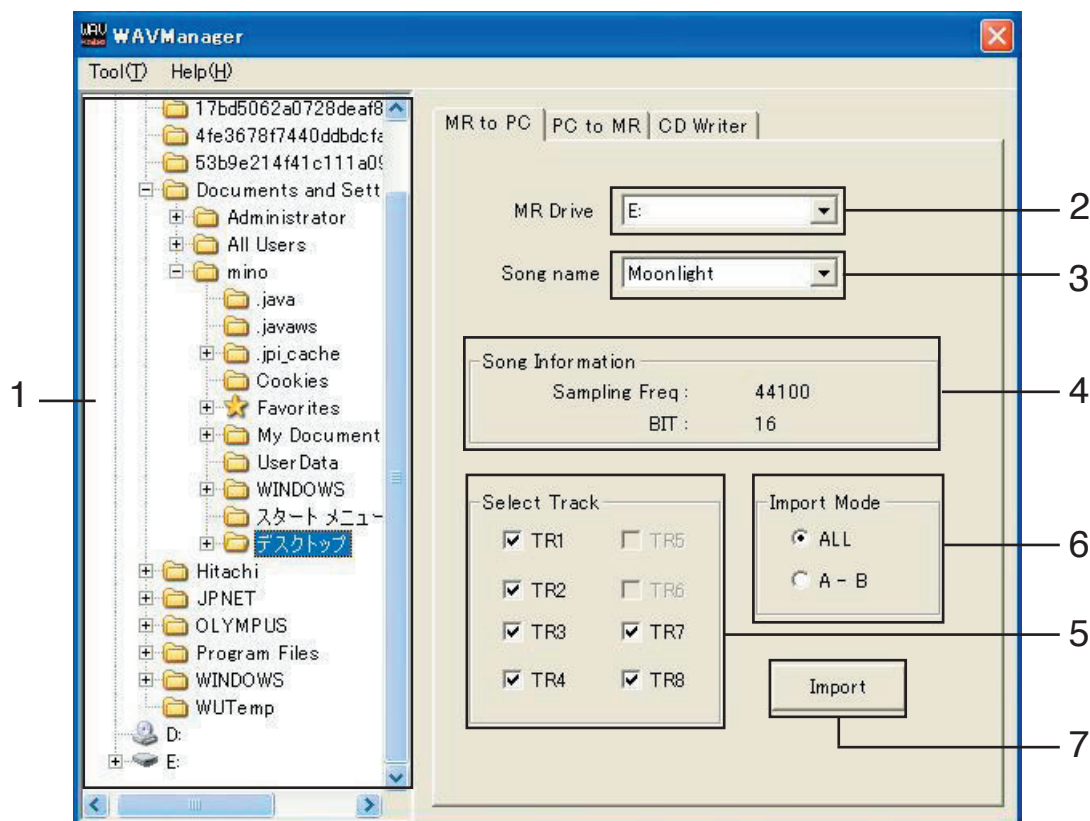 WAV
WAVManager
Tool(T) Help(H)
17bd5062a0728deaf8
4fe3678f7440ddbdcfa
53b9e214f41c111a09
Documents and Sett
Administrator
All Users
mino
.java
.javaws
.jpi_cache
Cookies
Favorites
My Document
UserData
WINDOWS
スタート メニュー
デスクトップ
Hitachi
JPNET
OLYMPUS
Program Files
WINDOWS
WUTemp
D:
E:
1
MR to PC PC to MR CD Writer
MR Drive E: 2
Song name Moonlight 3
Song Information
Sampling Freq : 44100
BIT : 16
4
Select Track
TR1 TR5
TR2 TR6
TR3 TR7
TR4 TR8
5
Import Mode
ALL
A - B
6
Import
7